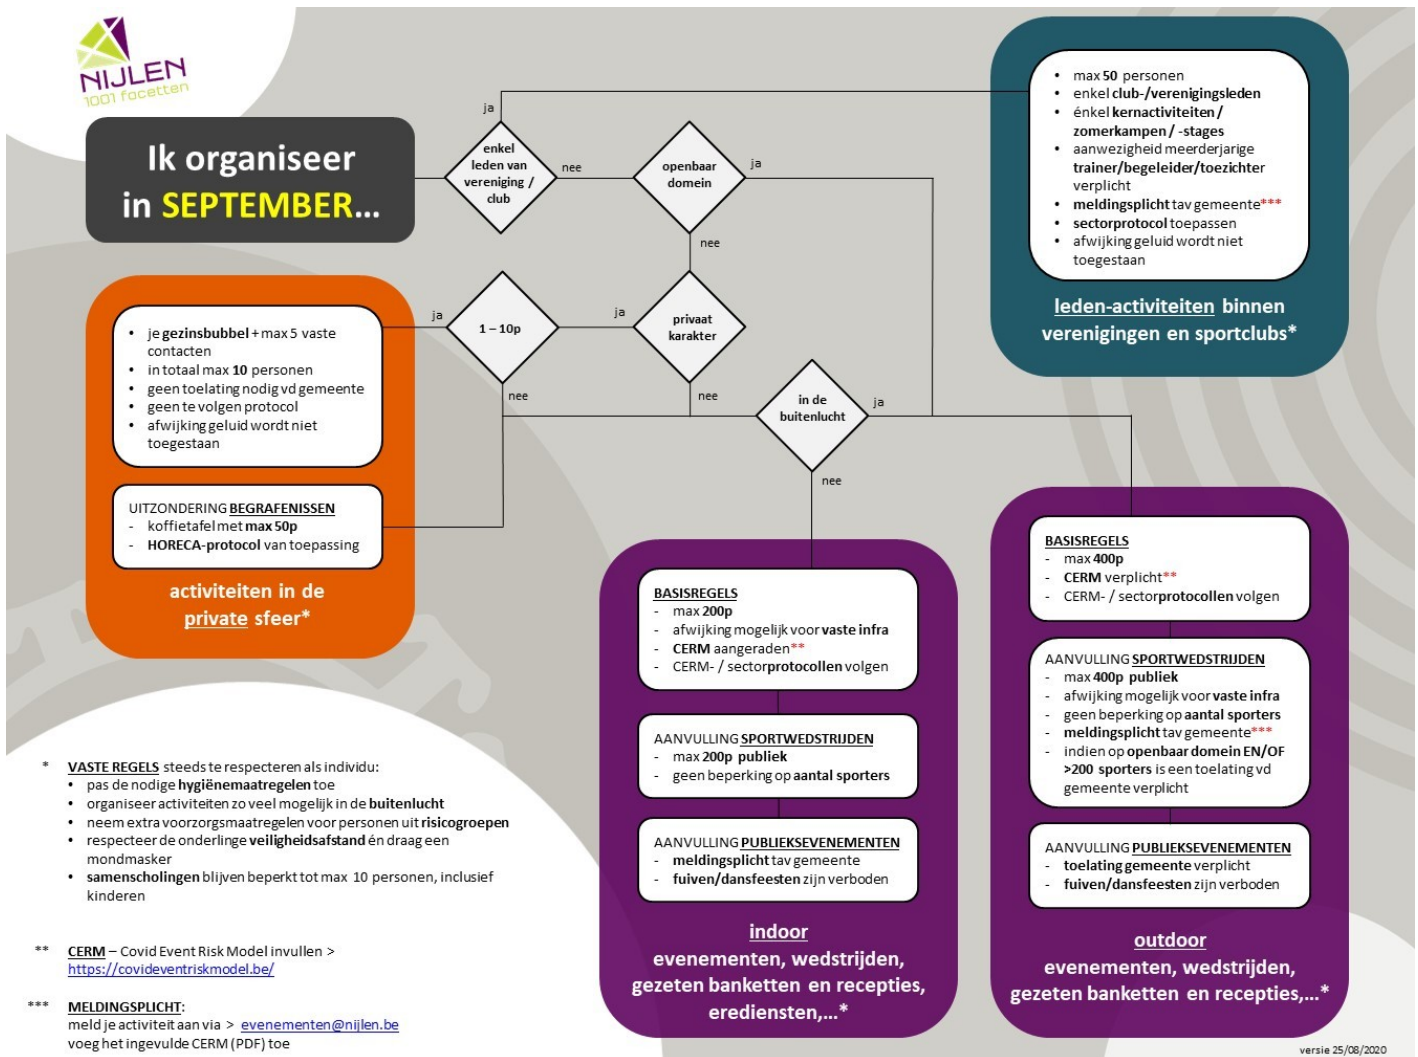 NIJLEN
1001 facetten
Ik organiseer
in SEPTEMBER...
ja
enkel
leden van
vereniging /
club
nee
openbaar
domein
ja
nee
• max 50 personen
• enkel club-/verenigingsleden
• énkel kernactiviteiten /
zomerkampen / -stages
• aanwezigheid meerderjarige
trainer/begeleider/toezichter
verplicht
• meldingsplicht tav gemeente***
• sectorprotocol toepassen
• afwijking geluid wordt niet
toegestaan
leden-activiteiten binnen
verenigingen en sportclubs*
ja
1 – 10p
ja
privaat
karakter
nee
nee
in de
buitenlucht
ja
nee
• je gezinsbubbel + max 5 vaste
contacten
• in totaal max 10 personen
• geen toelating nodig vd gemeente
• geen te volgen protocol
• afwijking geluid wordt niet
toegestaan
UITZONDERING BEGRAFENISSEN
- koffietafel met max 50p
- HORECA-protocol van toepassing
activiteiten in de
private sfeer*
BASISREGELS
- max 200p
- afwijking mogelijk voor vaste infra
- CERM aangeraden**
- CERM- / sectorprotocollen volgen
AANVULLING SPORTWEDSTRIJDEN
- max 200p publiek
- geen beperking op aantal sporters
AANVULLING PUBLIEKSEVENEMENTEN
- meldingsplicht tav gemeente
- fuiven/dansfeesten zijn verboden
indoor
evenementen, wedstrijden,
gezeten banketten en recepties,
erediensten,...*
BASISREGELS
- max 400p
- CERM verplicht**
- CERM- / sectorprotocollen volgen
AANVULLING SPORTWEDSTRIJDEN
- max 400p publiek
- afwijking mogelijk voor vaste infra
- geen beperking op aantal sporters
- meldingsplicht tav gemeente***
- indien op openbaar domein EN/OF
>200 sporters is een toelating vd
gemeente verplicht
AANVULLING PUBLIEKSEVENEMENTEN
- toelating gemeente verplicht
- fuiven/dansfeesten zijn verboden
outdoor
evenementen, wedstrijden,
gezeten banketten en recepties,...*
* VASTE REGELS steeds te respecteren als individu:
• pas de nodige hygiënemaatregelen toe
• organiseer activiteiten zo veel mogelijk in de buitenlucht
• neem extra voorzorgsmaatregelen voor personen uit risicogroepen
• respecteer de onderlinge veiligheidsafstand én draag een
mondmasker
• samenscholingen blijven beperkt tot max 10 personen, inclusief
kinderen
** CERM – Covid Event Risk Model invullen >
https://covideventriskmodel.be/
*** MELDINGSPLICHT:
meld je activiteit aan via > evenementen@nijlen.be
voeg het ingevulde CERM (PDF) toe
versie 25/08/2020